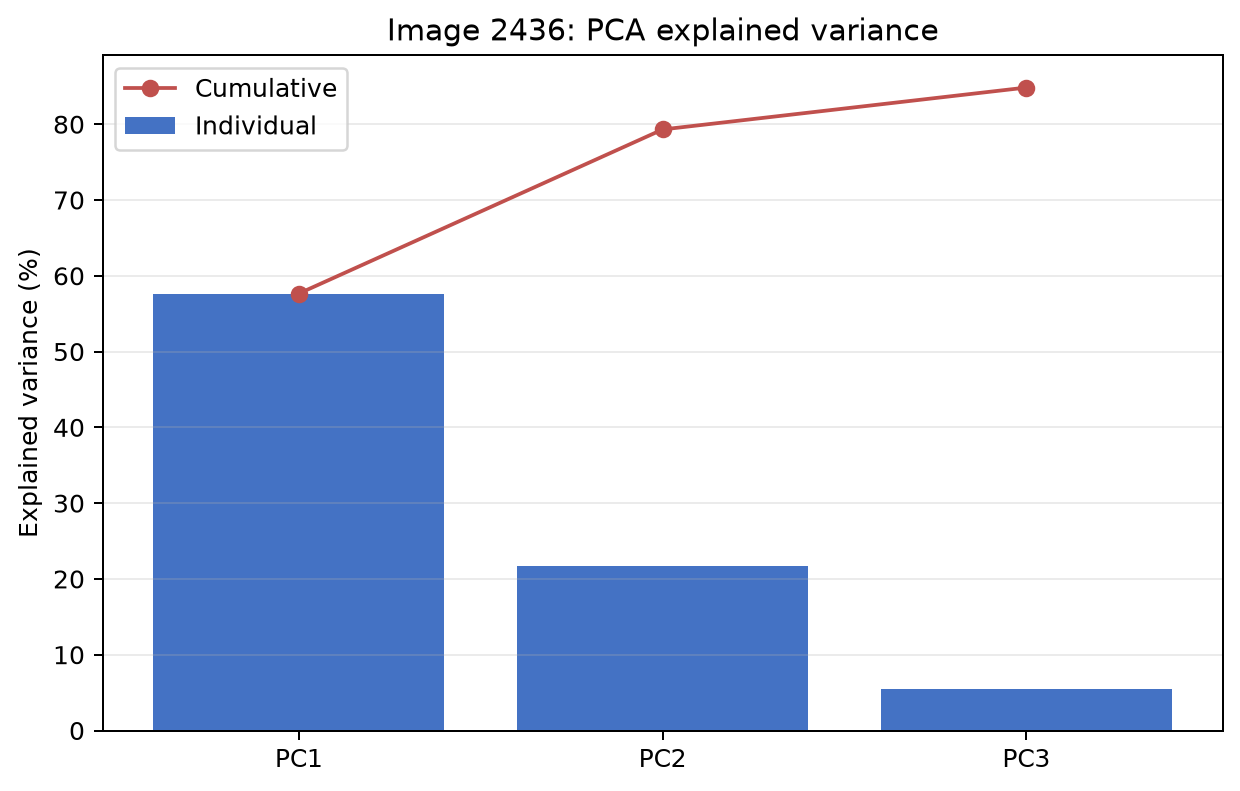 Image 2436: PCA explained variance
Cumulative
Individual
Explained variance (%)
80
70
60
50
40
30
20
10
0
PC1 PC2 PC3